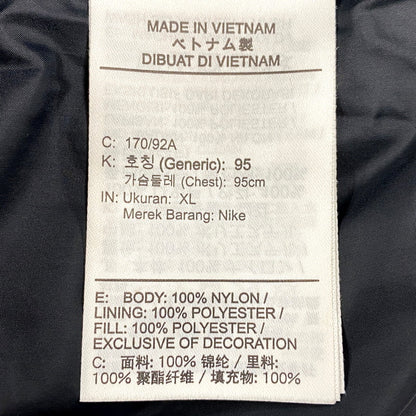 MADE IN VIETNAM
ベトナム製
DIBUAT DI VIETNAM
C: 170/92A
K: 호칭 (Generic): 95
가슴둘레 (Chest): 95cm
IN: Ukuran: XL
Merek Barang: Nike
E: BODY: 100% NYLON /
LINING: 100% POLYESTER /
FILL: 100% POLYESTER /
EXCLUSIVE OF DECORATION
C: 面料: 100% 锦纶 / 里料:
100% 聚酯纤维 / 填充物: 100%